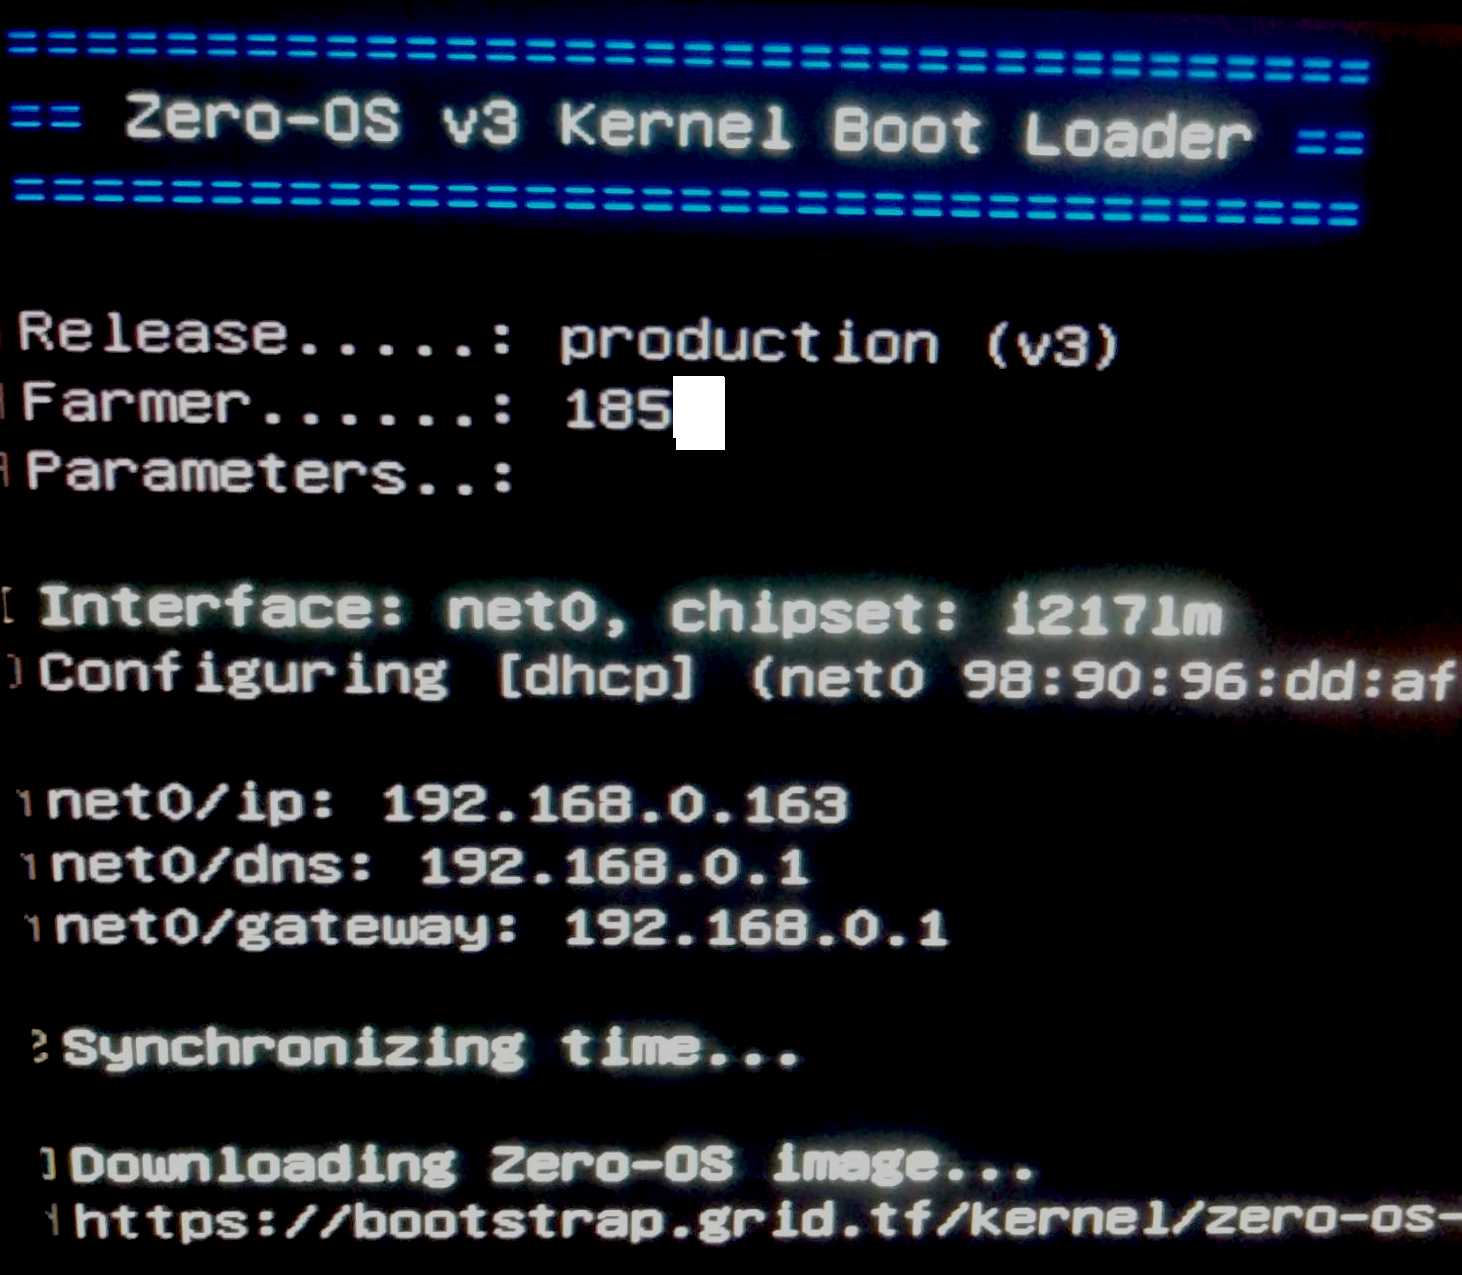 ==================================
== Zero-OS v3 Kernel Boot Loader ==
==================================
Release.....: production (v3)
Farmer......: 185
Parameters..:
Interface: net0, chipset: i217lm
Configuring [dhcp] (net0 98:90:96:dd:af
net0/ip: 192.168.0.163
net0/dns: 192.168.0.1
net0/gateway: 192.168.0.1
Synchronizing time...
Downloading Zero-OS image...
https://bootstrap.grid.tf/kernel/zero-os-